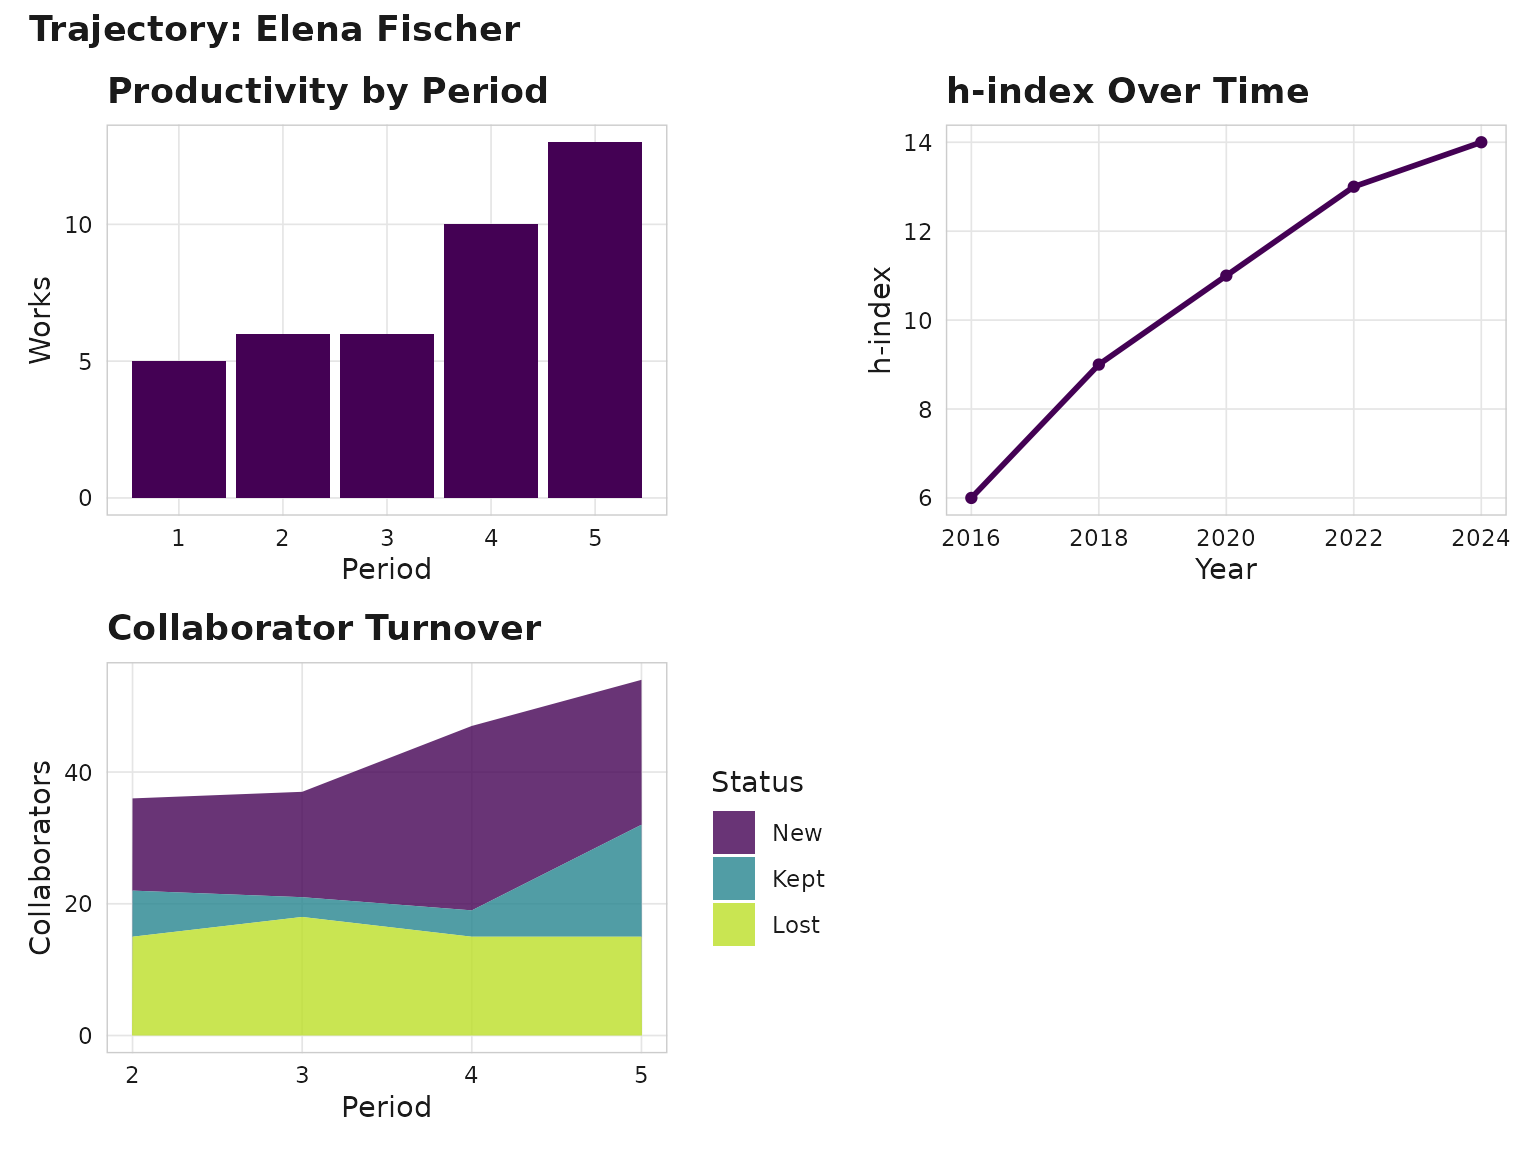 Trajectory: Elena Fischer
Productivity by Period
Works
10
5
0
1 2 3 4 5
Period
h-index Over Time
h-index
14
12
10
8
6
2016 2018 2020 2022 2024
Year
Collaborator Turnover
Collaborators
40
20
0
2 3 4 5
Period
Status
New
Kept
Lost